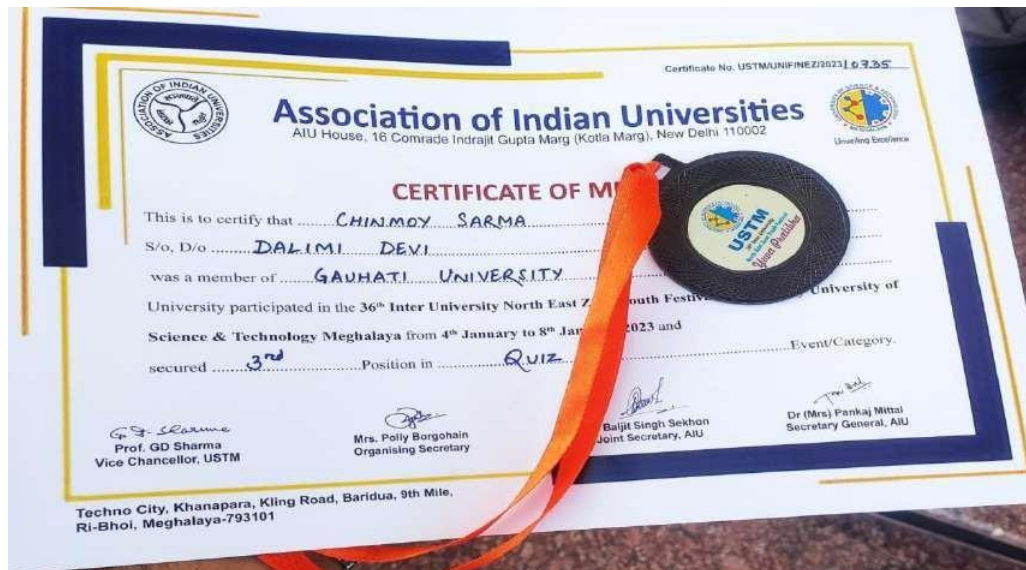 Certificate No. USTM/UNIF/NEZ/2023/0735
ASSOCIATION OF INDIAN UNIVERSITIES
Association of Indian Universities
AIU House, 16 Comrade Indrajit Gupta Marg (Kotla Marg), New Delhi 110002
Unveiling Excellence
CERTIFICATE OF
This is to certify that CHINMOY SARMA
S/o, D/o DALIMI DEVI
was a member of GAUHATI UNIVERSITY
University participated in the 36th Inter University North East Youth University of
Science & Technology Meghalaya from 4th January to 8th 2023 and
secured 3rd Position in QUIZ Event/Category.
USTM
Prof. GD Sharma
Vice Chancellor, USTM
Mrs. Polly Borgohain
Organising Secretary
Baljit Singh Sekhon
Joint Secretary, AIU
Dr (Mrs) Pankaj Mittal
Secretary General, AIU
Techno City, Khanapara, Kling Road, Baridua, 9th Mile,
Ri-Bhoi, Meghalaya-793101